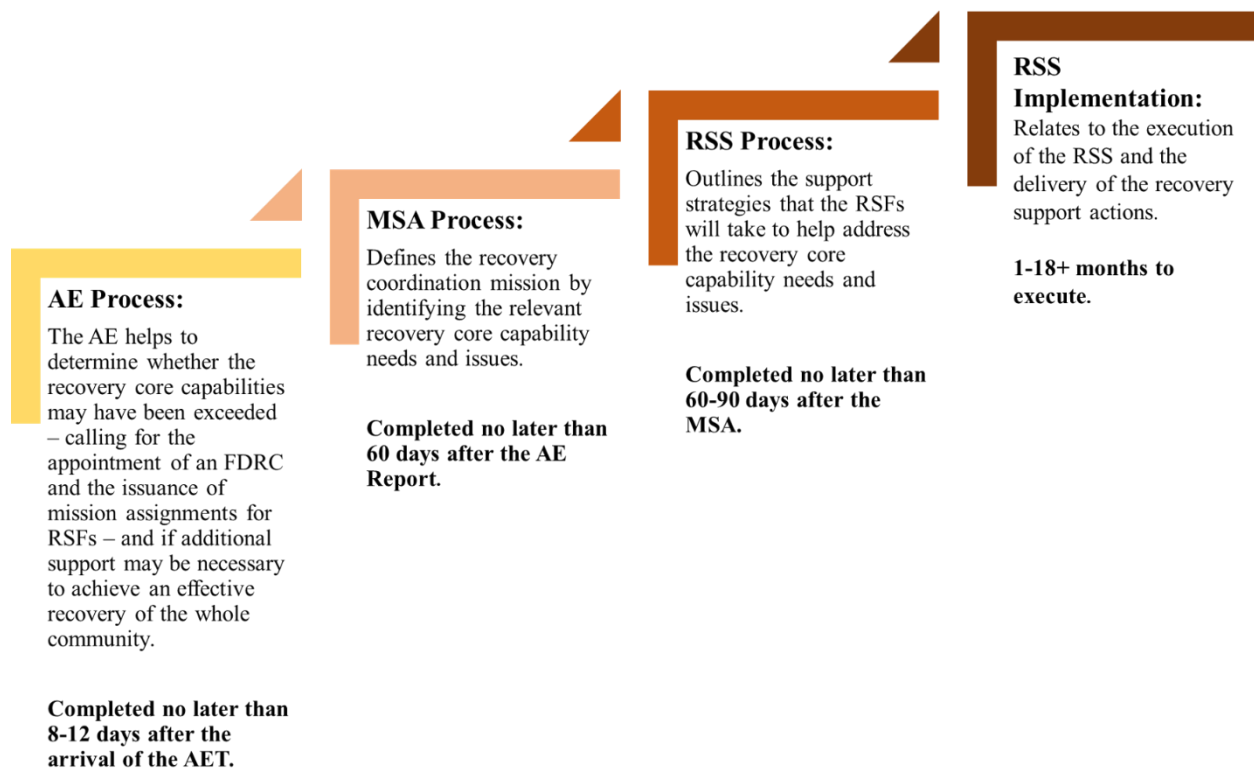 AE Process:
The AE helps to
determine whether the
recovery core capabilities
may have been exceeded
– calling for the
appointment of an FDRC
and the issuance of
mission assignments for
RSFs – and if additional
support may be necessary
to achieve an effective
recovery of the whole
community.
Completed no later than
8-12 days after the
arrival of the AET.
MSA Process:
Defines the recovery
coordination mission by
identifying the relevant
recovery core capability
needs and issues.
Completed no later than
60 days after the AE
Report.
RSS Process:
Outlines the support
strategies that the RSFs
will take to help address
the recovery core
capability needs and
issues.
Completed no later than
60-90 days after the
MSA.
RSS
Implementation:
Relates to the execution
of the RSS and the
delivery of the recovery
support actions.
1-18+ months to
execute.